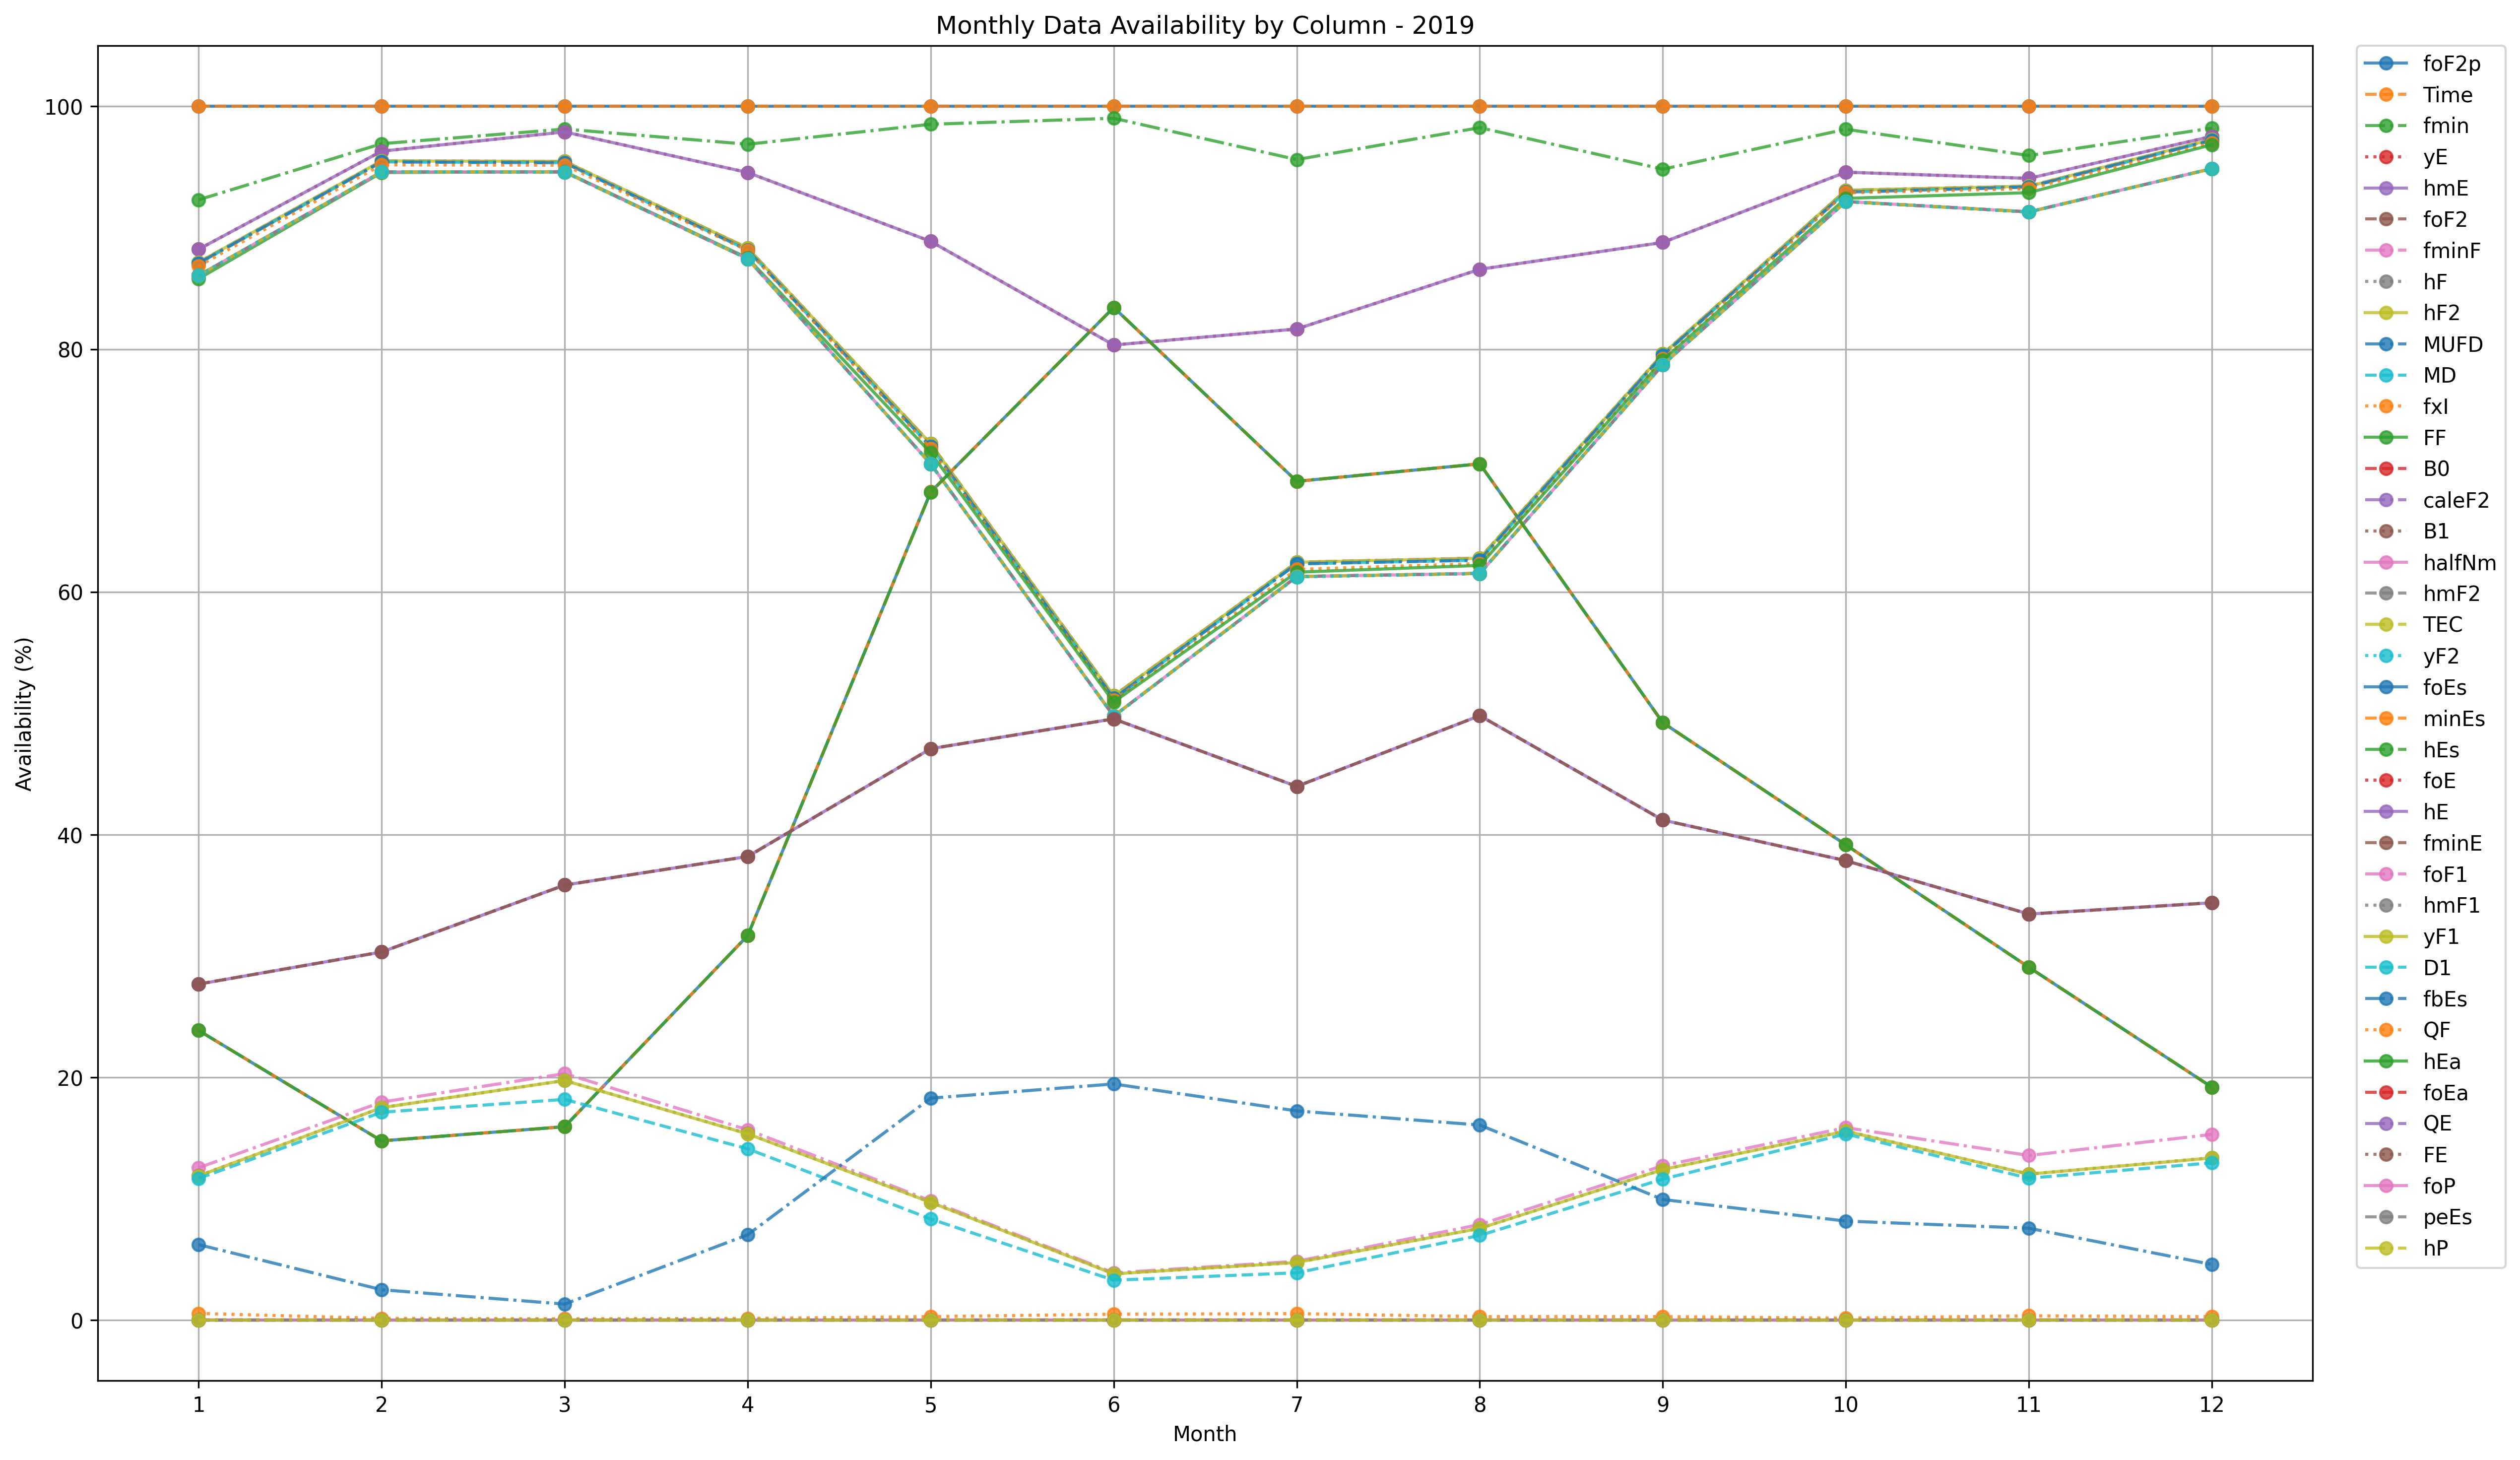 Monthly Data Availability by Column - 2019
100
80
60
40
20
0
Availability (%)
1 2 3 4 5 6 7 8 9 10 11 12
Month
foF2p
Time
fmin
yE
hmE
foF2
fminF
hF
hF2
MUFD
MD
fxI
FF
B0
caleF2
B1
halfNm
hmF2
TEC
yF2
foEs
minEs
hEs
foE
hE
fminE
foF1
hmF1
yF1
D1
fbEs
QF
hEa
foEa
QE
FE
foP
peEs
hP